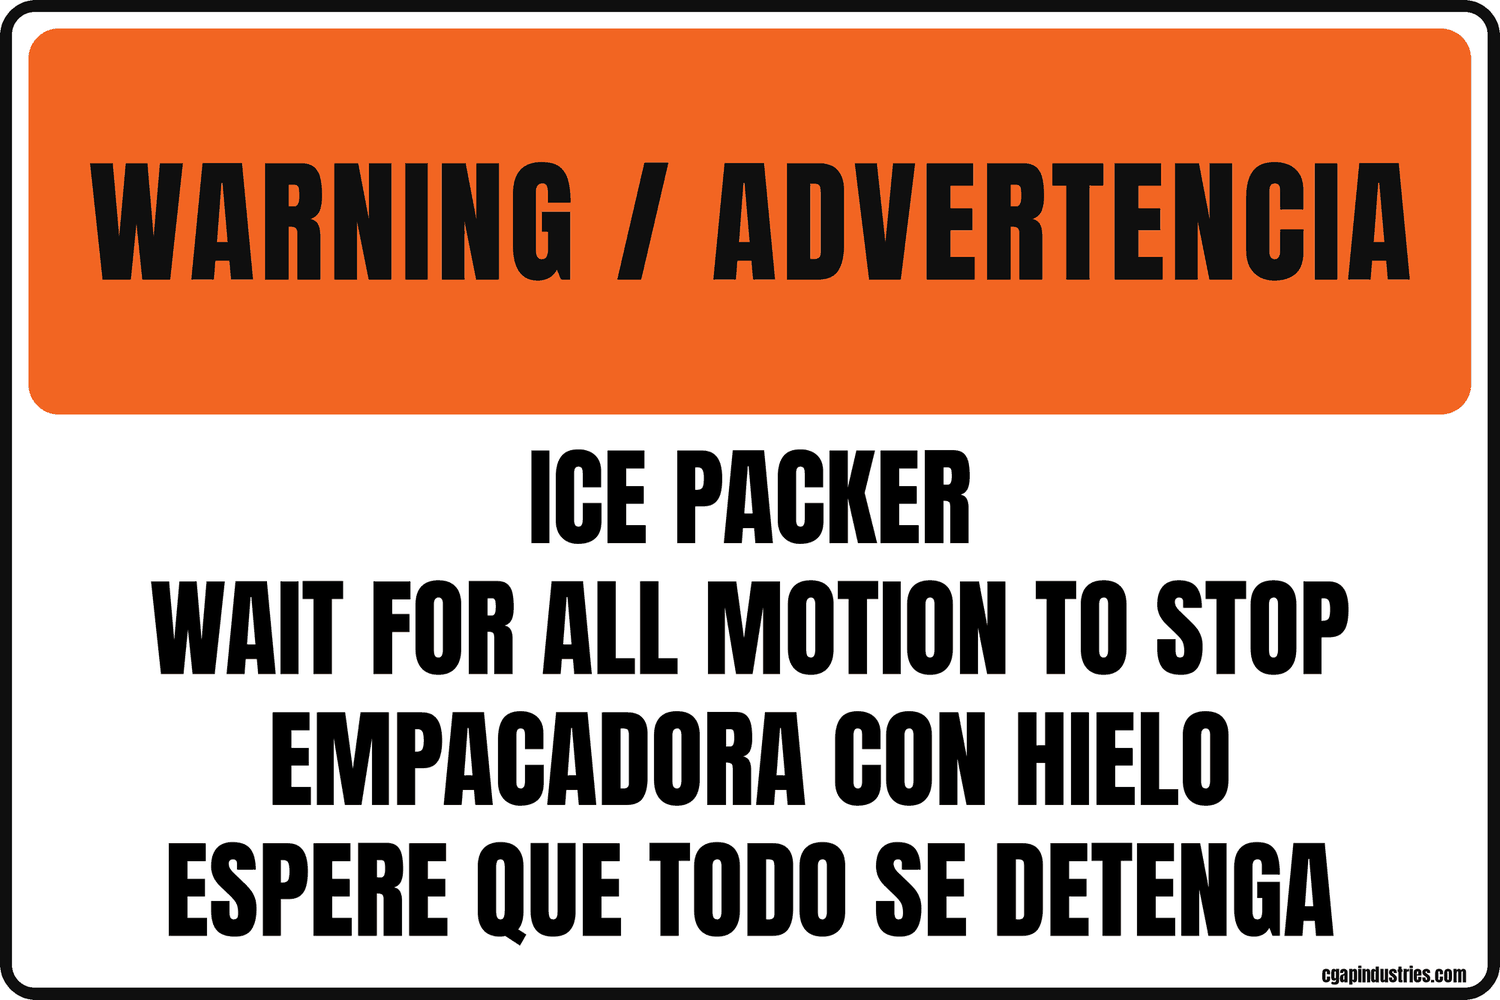 WARNING / ADVERTENCIA
ICE PACKER
WAIT FOR ALL MOTION TO STOP
EMPACADORA CON HIELO
ESPERE QUE TODO SE DETENGA
cgapindustries.com